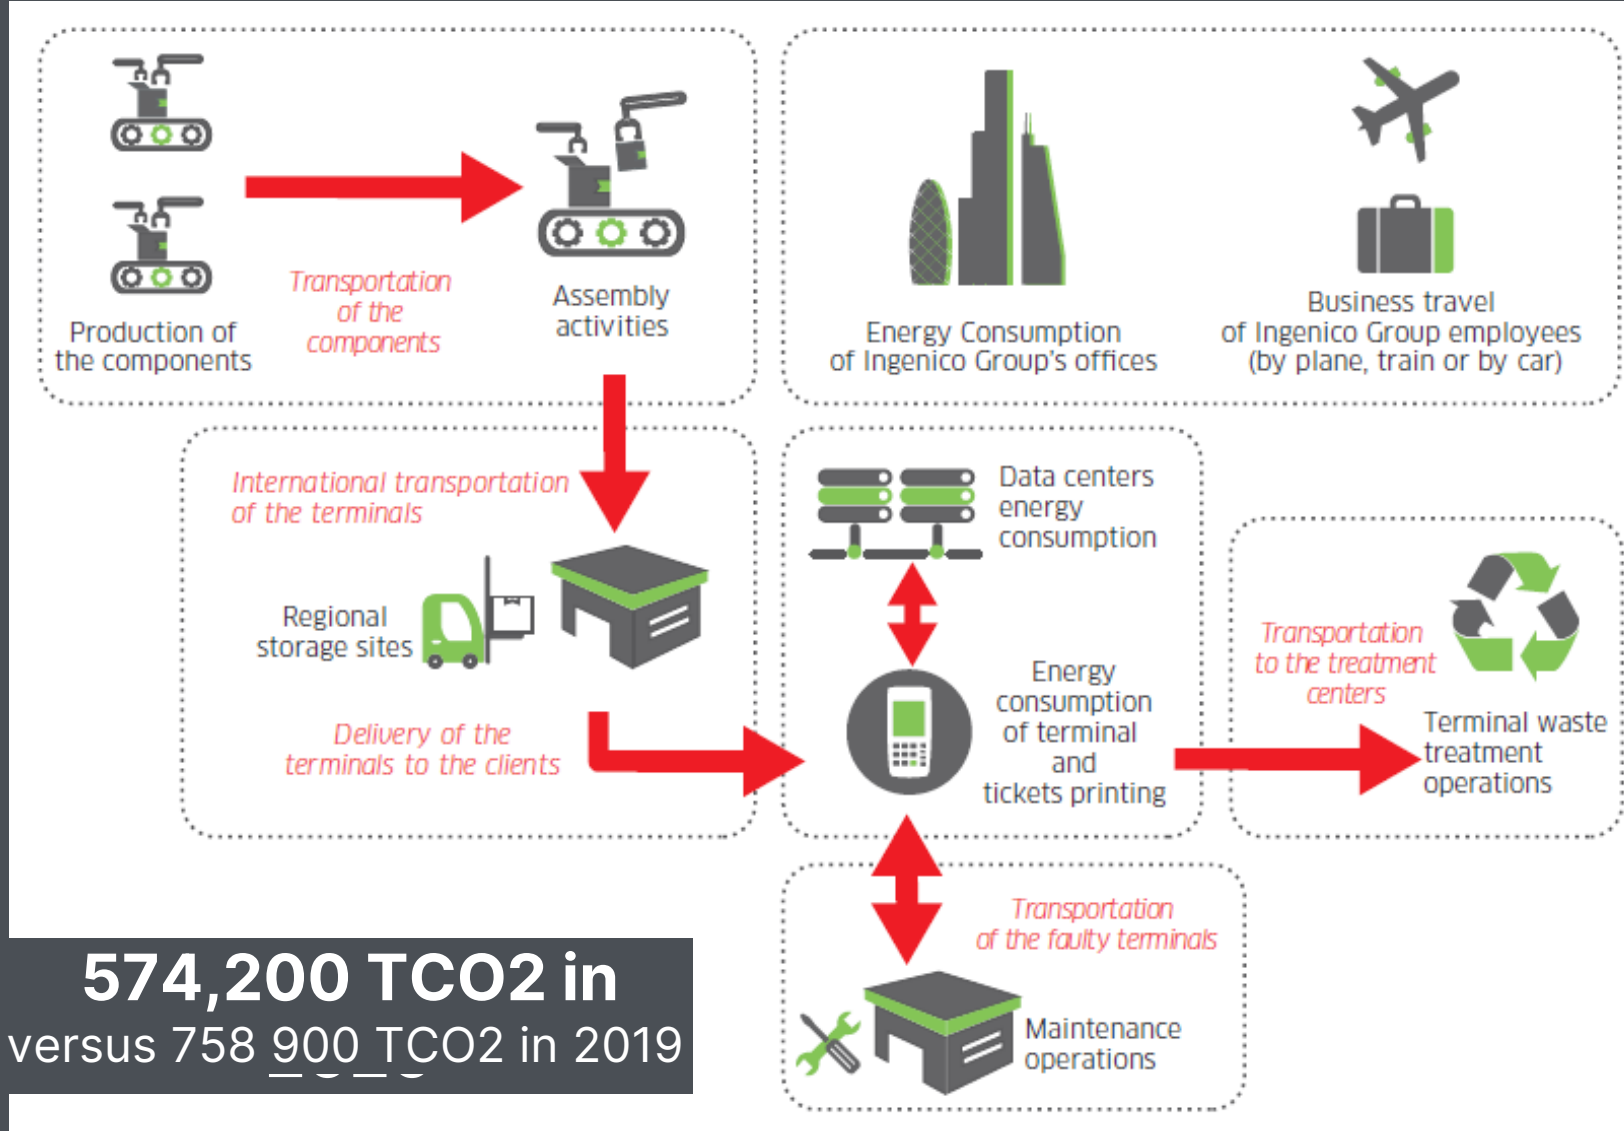 Production of
the components
Transportation
of the
components
Assembly
activities
Energy Consumption
of Ingenico Group's offices
Business travel
of Ingenico Group employees
(by plane, train or by car)
International transportation
of the terminals
Regional
storage sites
Delivery of the
terminals to the clients
Data centers
energy
consumption
Energy
consumption
of terminal
and
tickets printing
Transportation
to the treatment
centers
Terminal waste
treatment
operations
Transportation
of the faulty terminals
Maintenance
operations
574,200 TCO2 in
versus 758 900 TCO2 in 2019